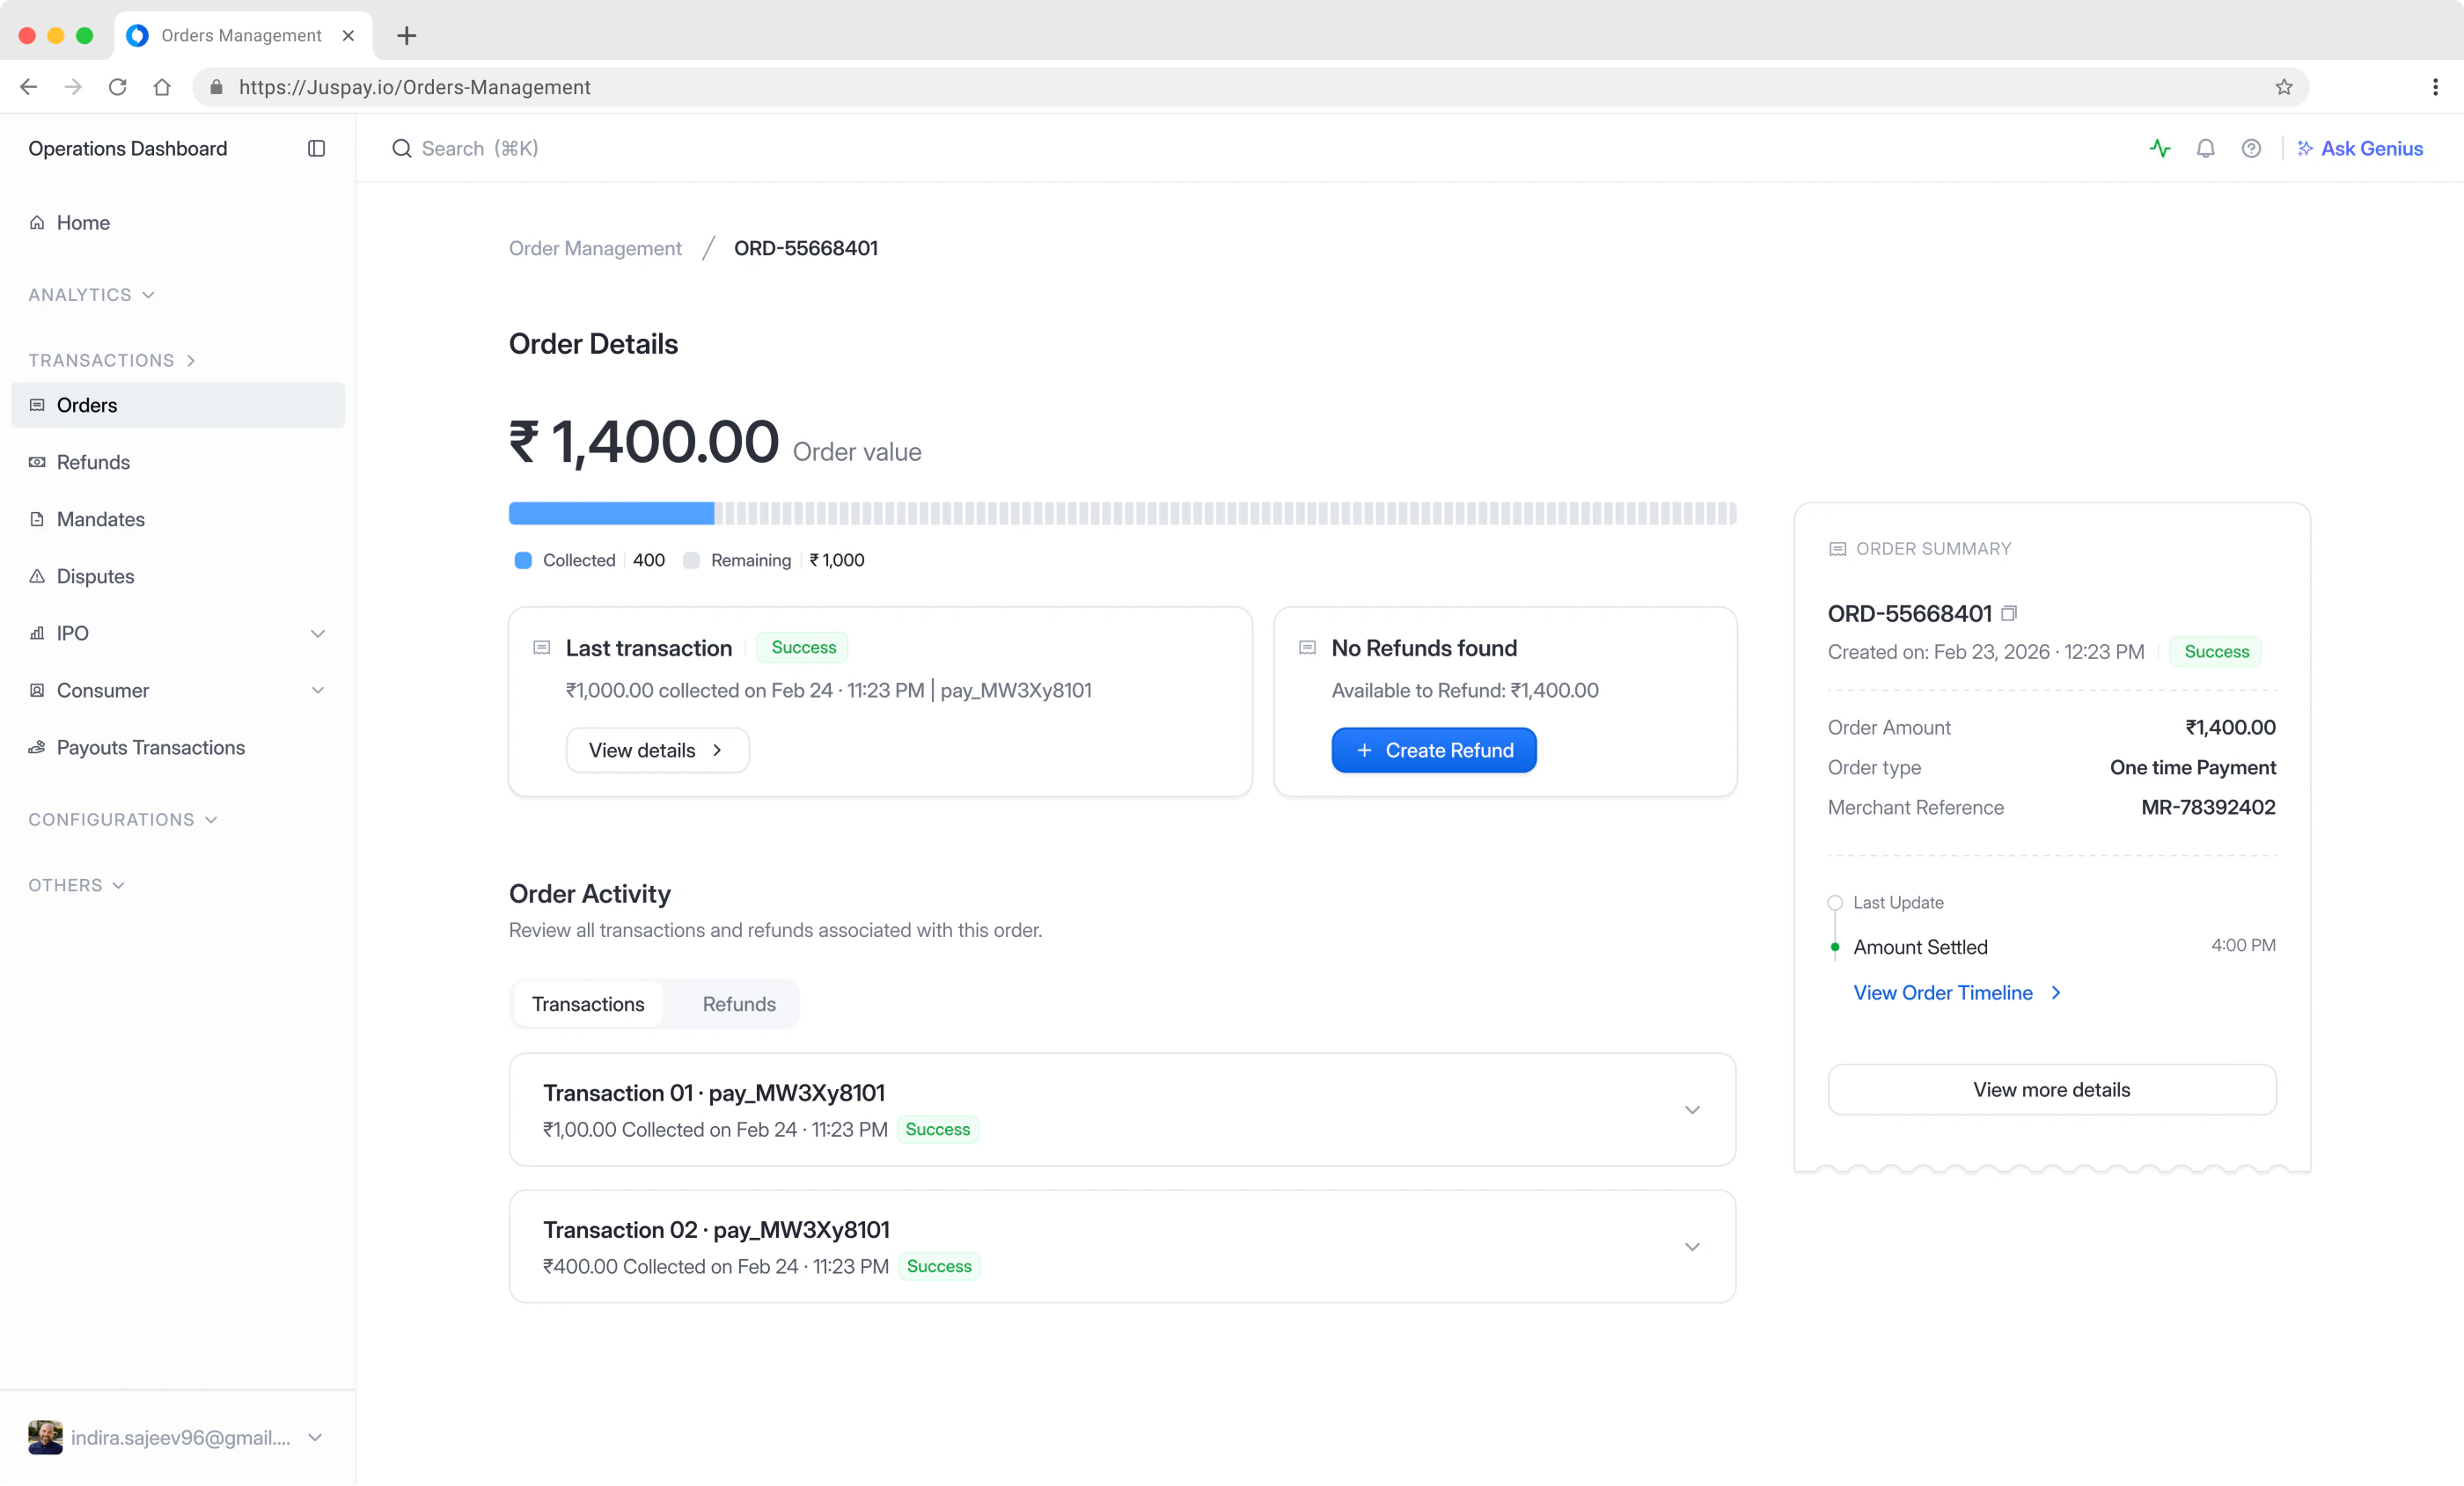 Orders Management
https://Juspay.io/Orders-Management
Operations Dashboard
Search (⌘K)
Ask Genius
Home
ANALYTICS
TRANSACTIONS
Orders
Refunds
Mandates
Disputes
IPO
Consumer
Payouts Transactions
CONFIGURATIONS
OTHERS
indira.sajeev96@gmail....
Order Management / ORD-55668401
Order Details
₹ 1,400.00 Order value
Collected | 400 Remaining | ₹ 1,000
Last transaction Success
₹1,000.00 collected on Feb 24 · 11:23 PM | pay_MW3Xy8101
View details
No Refunds found
Available to Refund: ₹1,400.00
+ Create Refund
Order Activity
Review all transactions and refunds associated with this order.
Transactions Refunds
Transaction 01 · pay_MW3Xy8101
₹1,00.00 Collected on Feb 24 · 11:23 PM Success
Transaction 02 · pay_MW3Xy8101
₹400.00 Collected on Feb 24 · 11:23 PM Success
ORDER SUMMARY
ORD-55668401
Created on: Feb 23, 2026 · 12:23 PM Success
Order Amount ₹1,400.00
Order type One time Payment
Merchant Reference MR-78392402
Last Update
Amount Settled 4:00 PM
View Order Timeline
View more details